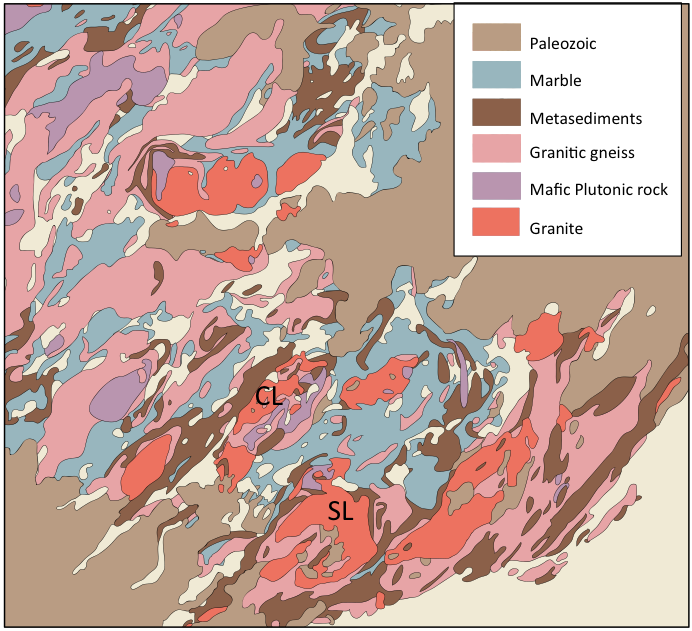 Paleozoic
Marble
Metasediments
Granitic gneiss
Mafic Plutonic rock
Granite
CL
SL